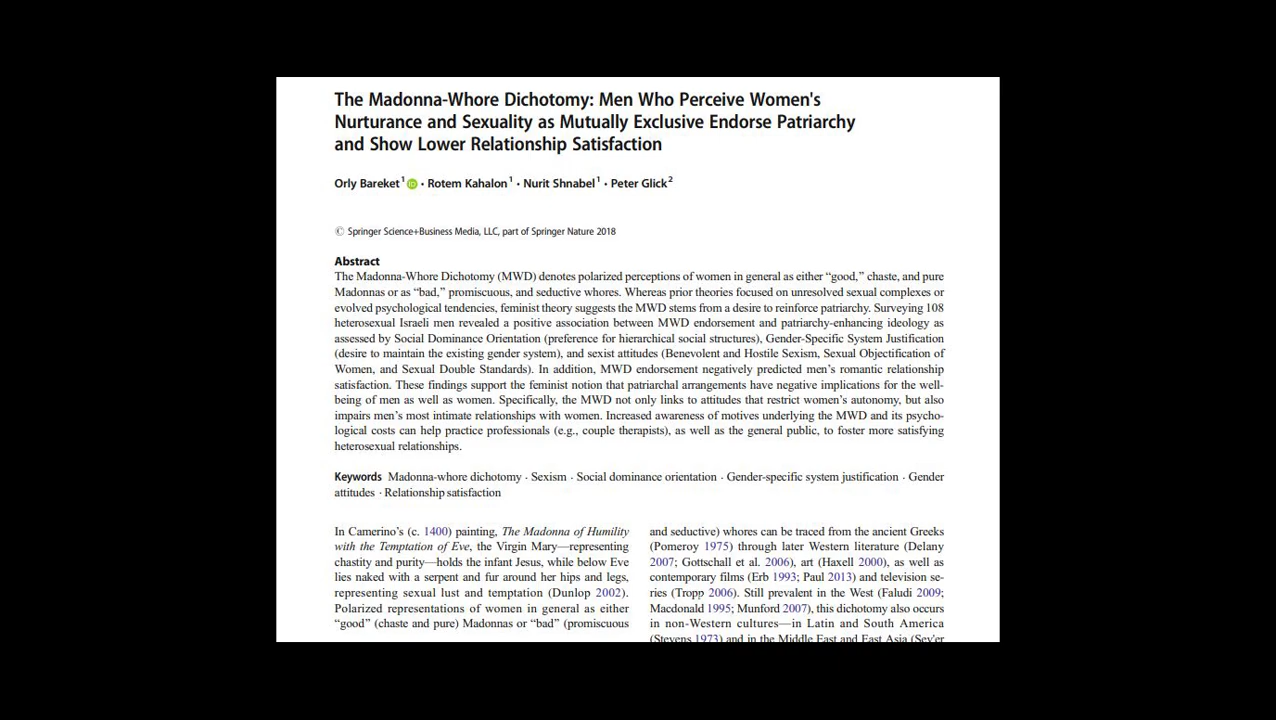 The Madonna-Whore Dichotomy: Men Who Perceive Women's
Nurturance and Sexuality as Mutually Exclusive Endorse Patriarchy
and Show Lower Relationship Satisfaction
Orly Bareket1 iD · Rotem Kahalon1 · Nurit Shnabel1 · Peter Glick2
© Springer Science+Business Media, LLC, part of Springer Nature 2018
Abstract
The Madonna-Whore Dichotomy (MWD) denotes polarized perceptions of women in general as either “good,” chaste, and pure
Madonnas or as “bad,” promiscuous, and seductive whores. Whereas prior theories focused on unresolved sexual complexes or
evolved psychological tendencies, feminist theory suggests the MWD stems from a desire to reinforce patriarchy. Surveying 108
heterosexual Israeli men revealed a positive association between MWD endorsement and patriarchy-enhancing ideology as
assessed by Social Dominance Orientation (preference for hierarchical social structures), Gender-Specific System Justification
(desire to maintain the existing gender system), and sexist attitudes (Benevolent and Hostile Sexism, Sexual Objectification of
Women, and Sexual Double Standards). In addition, MWD endorsement negatively predicted men’s romantic relationship
satisfaction. These findings support the feminist notion that patriarchal arrangements have negative implications for the well-
being of men as well as women. Specifically, the MWD not only links to attitudes that restrict women’s autonomy, but also
impairs men’s most intimate relationships with women. Increased awareness of motives underlying the MWD and its psycho-
logical costs can help practice professionals (e.g., couple therapists), as well as the general public, to foster more satisfying
heterosexual relationships.
Keywords Madonna-whore dichotomy · Sexism · Social dominance orientation · Gender-specific system justification · Gender
attitudes · Relationship satisfaction
In Camerino’s (c. 1400) painting, The Madonna of Humility
with the Temptation of Eve, the Virgin Mary—representing
chastity and purity—holds the infant Jesus, while below Eve
lies naked with a serpent and fur around her hips and legs,
representing sexual lust and temptation (Dunlop 2002).
Polarized representations of women in general as either
“good” (chaste and pure) Madonnas or “bad” (promiscuous
and seductive) whores can be traced from the ancient Greeks
(Pomeroy 1975) through later Western literature (Delany
2007; Gottschall et al. 2006), art (Haxell 2000), as well as
contemporary films (Erb 1993; Paul 2013) and television se-
ries (Tropp 2006). Still prevalent in the West (Faludi 2009;
Macdonald 1995; Munford 2007), this dichotomy also occurs
in non-Western cultures—in Latin and South America
(Stevens 1973) and in the Middle East and East Asia (Sev'er